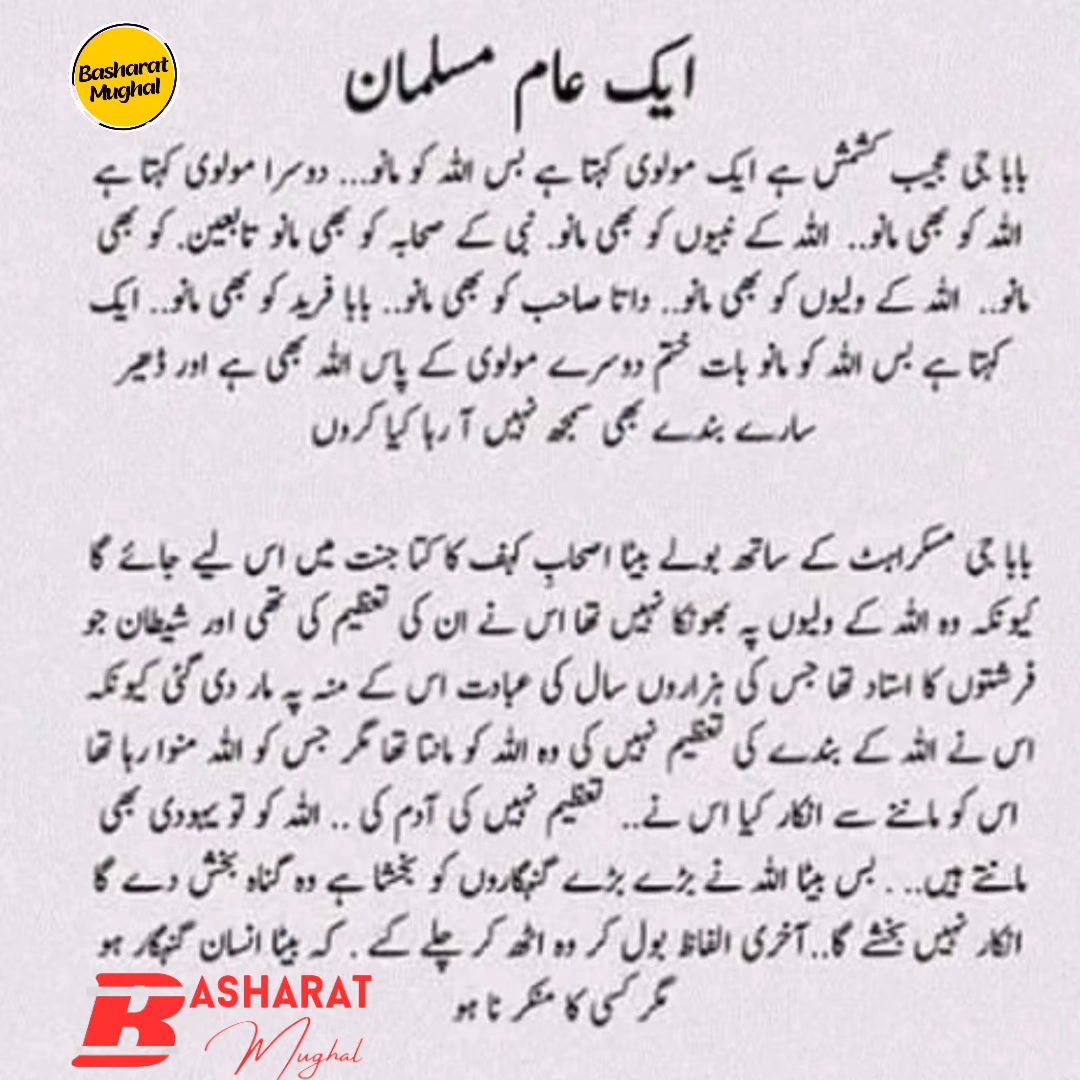 Basharat
Mughal
ایک عام مسلمان
بابا جی عجیب کشمش ہے ایک مولوی کہتا ہے بس اللہ کو مانو... دوسرا مولوی کہتا ہے
اللہ کو بھی مانو.. اللہ کے نبیوں کو بھی مانو. نبی کے صحابہ کو بھی مانو تابعین. کو بھی
مانو.. اللہ کے ولیوں کو بھی مانو.. داتا صاحب کو بھی مانو.. بابا فرید کو بھی مانو.. ایک
کہتا ہے بس اللہ کو مانو بات ختم دوسرے مولوی کے پاس اللہ بھی ہے اور ڈھیر
سارے بندے بھی سمجھ نہیں آ رہا کیا کروں
بابا جی مسکراہٹ کے ساتھ بولے بیٹا اصحابِ کہف کا کتا جنت میں اس لیے جائے گا
کیونکہ وہ اللہ کے ولیوں پہ بھونکا نہیں تھا اس نے ان کی تعظیم کی تھی اور شیطان جو
فرشتوں کا استاد تھا جس کی ہزاروں سال کی عبادت اس کے منہ پہ مار دی گئی کیونکہ
اس نے اللہ کے بندے کی تعظیم نہیں کی وہ اللہ کو مانتا تھا مگر جس کو اللہ منوا رہا تھا
اس کو ماننے سے انکار کیا اس نے.. تعظیم نہیں کی آدم کی .. اللہ کو تو یہودی بھی
مانتے ہیں.. . بس بیٹا اللہ نے بڑے بڑے گنہگاروں کو بخشا ہے وہ گناہ بخش دے گا
انکار نہیں بخشے گا.. آخری الفاظ بول کر وہ اٹھ کر چلے کے . کہ بیٹا انسان گنہگار ہو
مگر کسی کا منکر نا ہو
BASHARAT
Mughal